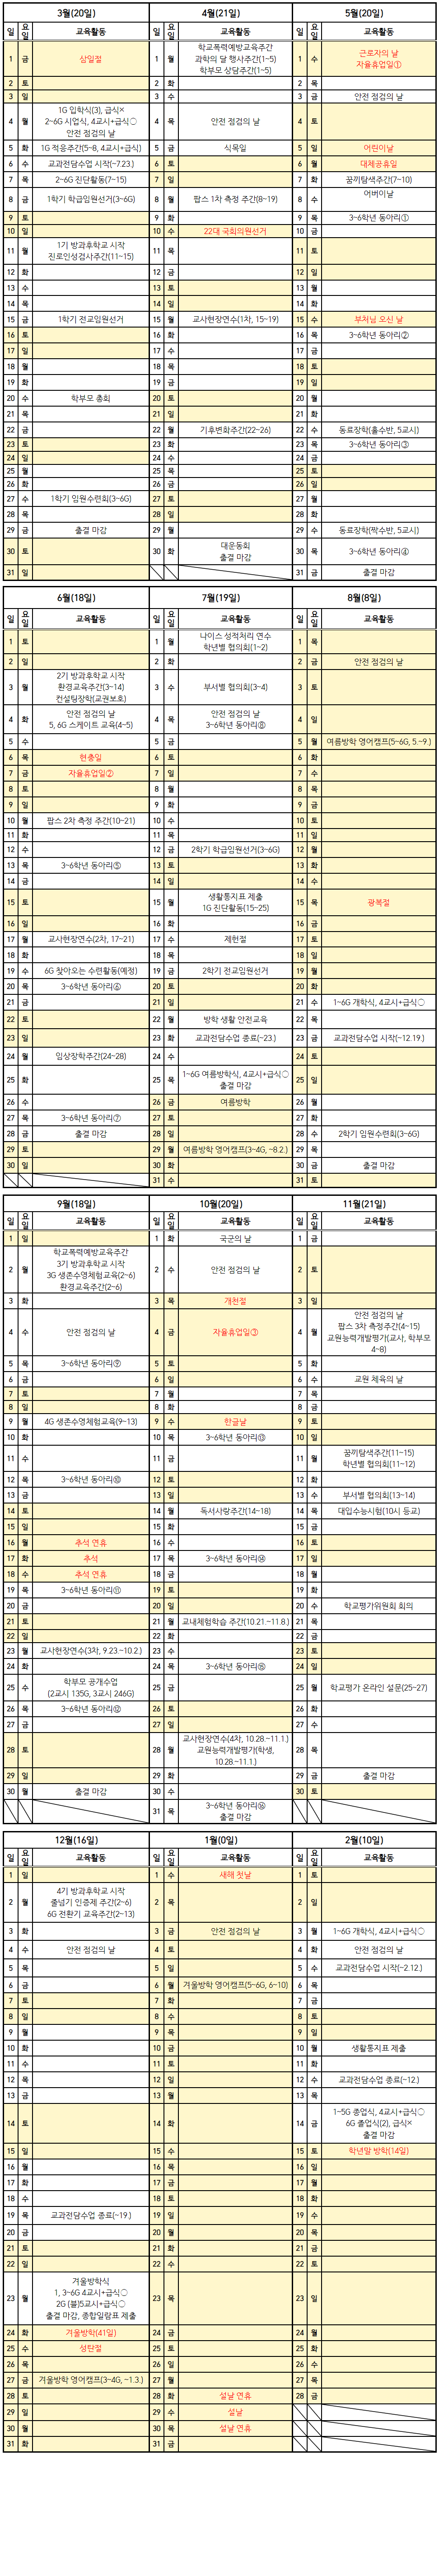 3월(20일)
일 요일 교육활동
1 금 삼일절
2 토
3 일
4 월 1G 입학식(3), 급식×
2~6G 시업식, 4교시+급식○
안전 점검의 날
5 화 1G 적응주간(5~8, 4교시+급식)
6 수 교과전담수업 시작(~7.23.)
7 목 2~6G 진단활동(7~15)
8 금 1학기 학급임원선거(3~6G)
9 토
10 일
11 월 1기 방과후학교 시작
진로인성검사주간(11~15)
12 화
13 수
14 목
15 금 1학기 전교임원선거
16 토
17 일
18 월
19 화
20 수 학부모 총회
21 목
22 금
23 토
24 일
25 월
26 화
27 수 1학기 임원수련회(3~6G)
28 목
29 금 출결 마감
30 토
31 일
4월(21일)
일 요일 교육활동
1 월 학교폭력예방교육주간
과학의 달 행사주간(1~5)
학부모 상담주간(1~5)
2 화
3 수
4 목 안전 점검의 날
5 금 식목일
6 토
7 일
8 월 팝스 1차 측정 주간(8~19)
9 화
10 수 22대 국회의원선거
11 목
12 금
13 토
14 일
15 월 교사현장연수(1차, 15~19)
16 화
17 수
18 목
19 금
20 토
21 일
22 월 기후변화주간(22~26)
23 화
24 수
25 목
26 금
27 토
28 일
29 월
30 화 대운동회
출결 마감
5월(20일)
일 요일 교육활동
1 수 근로자의 날
자율휴업일①
2 목
3 금 안전 점검의 날
4 토
5 일 어린이날
6 월 대체공휴일
7 화 꿈끼탐색주간(7~10)
8 수 어버이날
9 목 3~6학년 동아리①
10 금
11 토
12 일
13 월
14 화
15 수 부처님 오신 날
16 목 3~6학년 동아리②
17 금
18 토
19 일
20 월
21 화
22 수 동료장학(홀수반, 5교시)
23 목 3~6학년 동아리③
24 금
25 토
26 일
27 월
28 화
29 수 동료장학(짝수반, 5교시)
30 목 3~6학년 동아리④
31 금 출결 마감
6월(18일)
일 요일 교육활동
1 토
2 일
3 월 2기 방과후학교 시작
환경교육주간(3~14)
컨설팅장학(교권보호)
4 화 안전 점검의 날
5, 6G 스케이트 교육(4~5)
5 수
6 목 현충일
7 금 자율휴업일②
8 토
9 일
10 월 팝스 2차 측정 주간(10~21)
11 화
12 수
13 목 3~6학년 동아리⑤
14 금
15 토
16 일
17 월 교사현장연수(2차, 17~21)
18 화
19 수 6G 찾아오는 수련활동(예정)
20 목 3~6학년 동아리⑥
21 금
22 토
23 일
24 월 임상장학주간(24~28)
25 화
26 수
27 목 3~6학년 동아리⑦
28 금 출결 마감
29 토
30 일
7월(19일)
일 요일 교육활동
1 월 나이스 성적처리 연수
학년별 협의회(1~2)
2 화
3 수 부서별 협의회(3~4)
4 목 안전 점검의 날
3~6학년 동아리⑧
5 금
6 토
7 일
8 월
9 화
10 수
11 목
12 금 2학기 학급임원선거(3~6G)
13 토
14 일
15 월 생활통지표 제출
1G 진단활동(15~25)
16 화
17 수 제헌절
18 목
19 금 2학기 전교임원선거
20 토
21 일
22 월 방학 생활 안전교육
23 화 교과전담수업 종료(~23.)
24 수
25 목 1~6G 여름방학식, 4교시+급식○
출결 마감
26 금 여름방학
27 토
28 일
29 월 여름방학 영어캠프(3~4G, ~8.2.)
30 화
31 수
8월(8일)
일 요일 교육활동
1 목
2 금 안전 점검의 날
3 토
4 일
5 월 여름방학 영어캠프(5~6G, 5.~9.)
6 화
7 수
8 목
9 금
10 토
11 일
12 월
13 화
14 수
15 목 광복절
16 금
17 토
18 일
19 월
20 화
21 수 1~6G 개학식, 4교시+급식○
22 목
23 금 교과전담수업 시작(~12.19.)
24 토
25 일
26 월
27 화
28 수 2학기 임원수련회(3~6G)
29 목
30 금 출결 마감
31 토
9월(18일)
일 요일 교육활동
1 일
2 월 학교폭력예방교육주간
3기 방과후학교 시작
3G 생존수영체험교육(2~6)
환경교육주간(2~6)
3 화
4 수 안전 점검의 날
5 목 3~6학년 동아리⑨
6 금
7 토
8 일
9 월 4G 생존수영체험교육(9~13)
10 화
11 수
12 목 3~6학년 동아리⑩
13 금
14 토
15 일
16 월 추석 연휴
17 화 추석
18 수 추석 연휴
19 목 3~6학년 동아리⑪
20 금
21 토
22 일
23 월 교사현장연수(3차, 9.23.~10.2.)
24 화
25 수 학부모 공개수업
(2교시 135G, 3교시 246G)
26 목 3~6학년 동아리⑫
27 금
28 토
29 일
30 월 출결 마감
10월(20일)
일 요일 교육활동
1 화 국군의 날
2 수 안전 점검의 날
3 목 개천절
4 금 자율휴업일③
5 토
6 일
7 월
8 화
9 수 한글날
10 목 3~6학년 동아리⑬
11 금
12 토
13 일
14 월 독서사랑주간(14~18)
15 화
16 수
17 목 3~6학년 동아리⑭
18 금
19 토
20 일
21 월 교내체험학습 주간(10.21.~11.8.)
22 화
23 수
24 목 3~6학년 동아리⑮
25 금
26 토
27 일
28 월 교사현장연수(4차, 10.28.~11.1.)
교원능력개발평가(학생,
10.28.~11.1.)
29 화
30 수
31 목 3~6학년 동아리⑯
출결 마감
11월(21일)
일 요일 교육활동
1 금
2 토
3 일
4 월 안전 점검의 날
팝스 3차 측정주간(4~15)
교원능력개발평가(교사, 학부모
4~8)
5 화
6 수 교원 체육의 날
7 목
8 금
9 토
10 일
11 월 꿈끼탐색주간(11~15)
학년별 협의회(11~12)
12 화
13 수 부서별 협의회(13~14)
14 목 대입수능시험(10시 등교)
15 금
16 토
17 일
18 월
19 화
20 수 학교평가위원회 회의
21 목
22 금
23 토
24 일
25 월 학교평가 온라인 설문(25~27)
26 화
27 수
28 목
29 금 출결 마감
30 토
12월(16일)
일 요일 교육활동
1 일
2 월 4기 방과후학교 시작
줄넘기 인증제 주간(2~6)
6G 전환기 교육주간(2~13)
3 화
4 수 안전 점검의 날
5 목
6 금
7 토
8 일
9 월
10 화
11 수
12 목
13 금
14 토
15 일
16 월
17 화
18 수
19 목 교과전담수업 종료(~19.)
20 금
21 토
22 일
23 월 겨울방학식
1, 3~6G 4교시+급식○
2G (블)5교시+급식○
출결 마감, 종합일람표 제출
24 화 겨울방학(41일)
25 수 성탄절
26 목
27 금 겨울방학 영어캠프(3~4G, ~1.3.)
28 토
29 일
30 월
31 화
1월(0일)
일 요일 교육활동
1 수 새해 첫날
2 목
3 금 안전 점검의 날
4 토
5 일
6 월 겨울방학 영어캠프(5~6G, 6~10)
7 화
8 수
9 목
10 금
11 토
12 일
13 월
14 화
15 수
16 목
17 금
18 토
19 일
20 월
21 화
22 수
23 목
24 금
25 토
26 일
27 월
28 화 설날 연휴
29 수 설날
30 목 설날 연휴
31 금
2월(10일)
일 요일 교육활동
1 토
2 일
3 월 1~6G 개학식, 4교시+급식○
4 화 안전 점검의 날
5 수 교과전담수업 시작(~2.12.)
6 목
7 금
8 토
9 일
10 월 생활통지표 제출
11 화
12 수 교과전담수업 종료(~12.)
13 목
14 금 1~5G 종업식, 4교시+급식○
6G 졸업식(2), 급식×
출결 마감
15 토 학년말 방학(14일)
16 일
17 월
18 화
19 수
20 목
21 금
22 토
23 일
24 월
25 화
26 수
27 목
28 금